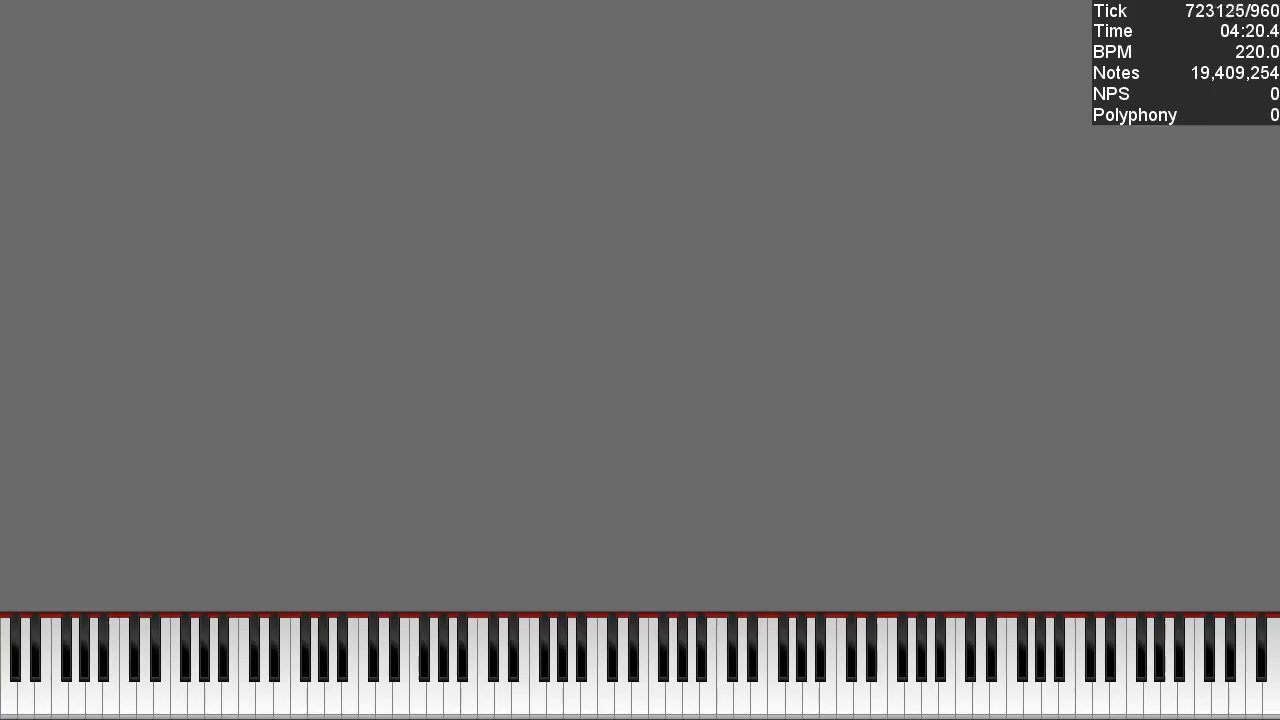 Tick 723125/960
Time 04:20.4
BPM 220.0
Notes 19,409,254
NPS 0
Polyphony 0